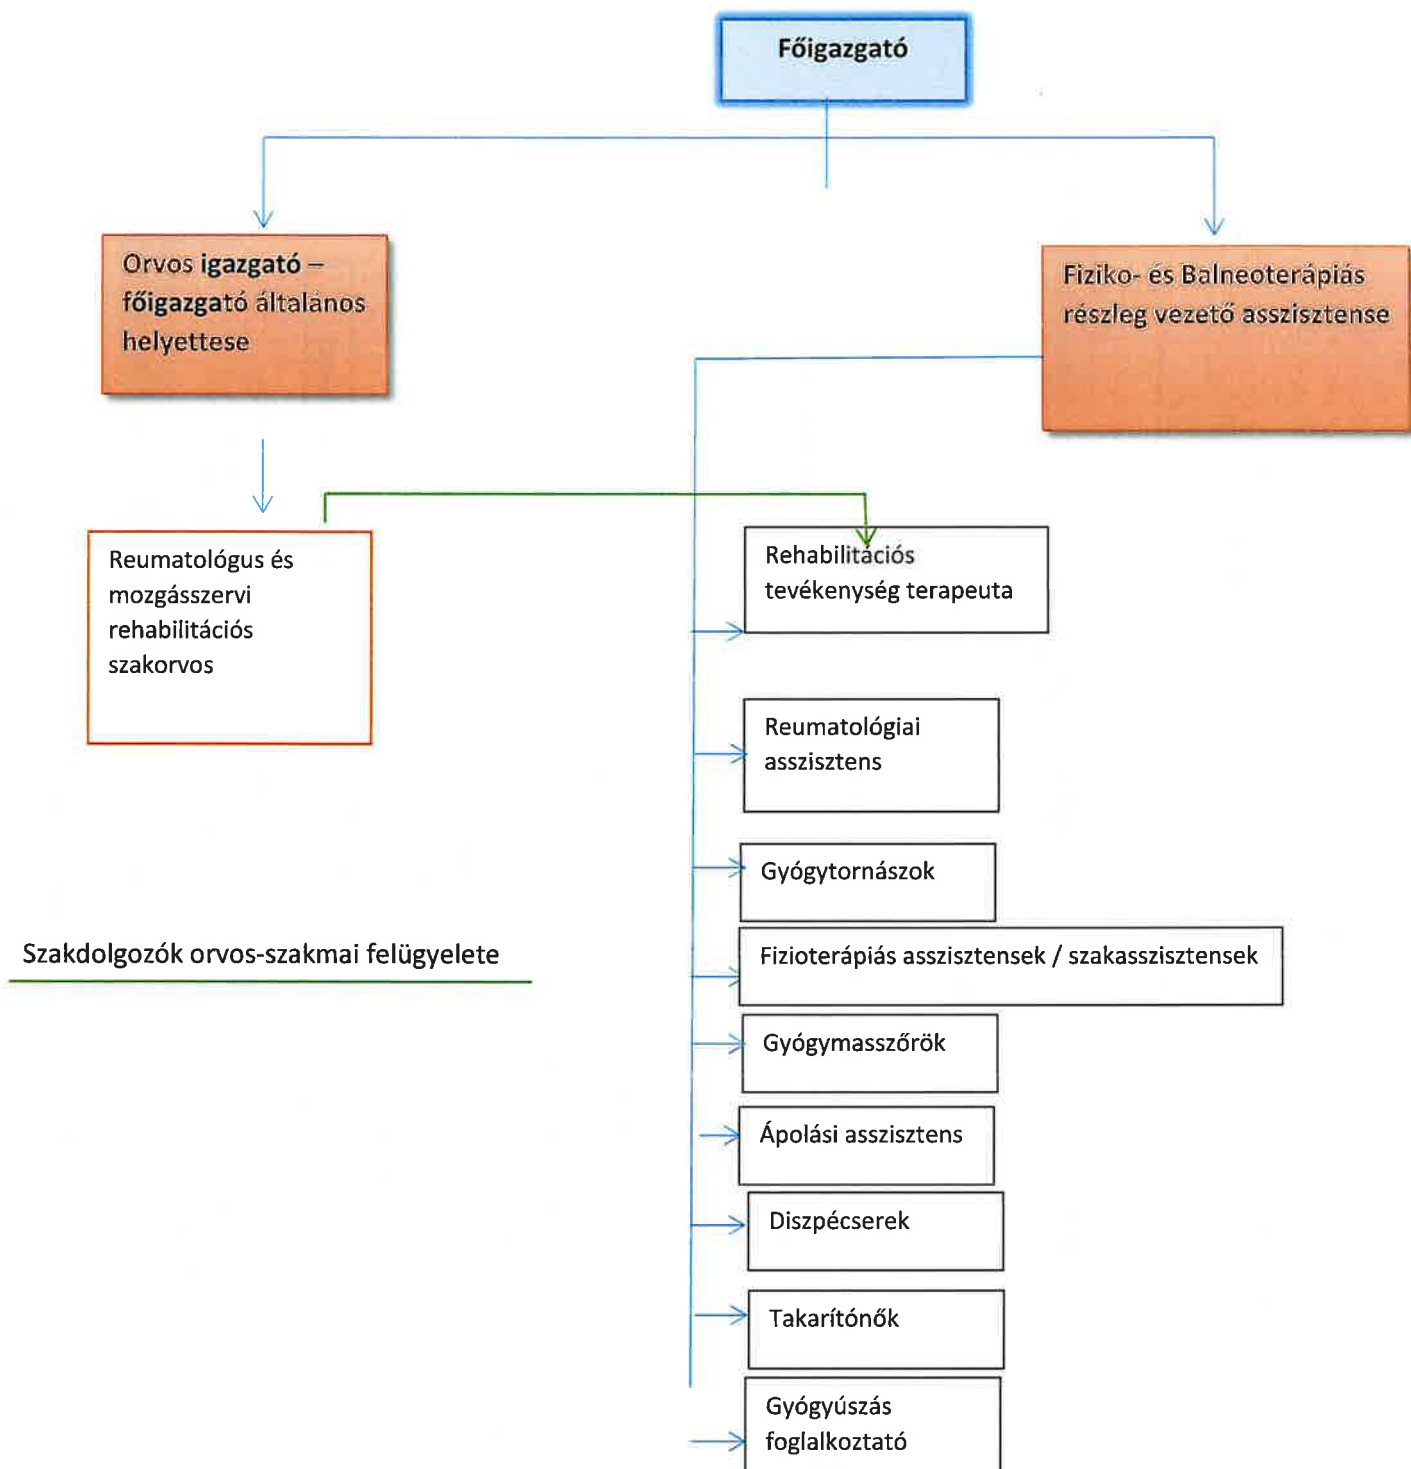 Főigazgató
Orvos igazgató –
főigazgató általános
helyettese
Fiziko- és Balneoterápiás
részleg vezető asszisztense
Reumatológus és
mozgásszervi
rehabilitációs
szakorvos
Rehabilitációs
tevékenység terapeuta
Reumatológiai
asszisztens
Gyógytornászok
Szakdolgozók orvos-szakmai felügyelete
Fizioterápiás asszisztensek / szakasszisztensek
Gyógymasszőrök
Ápolási asszisztens
Diszpécserek
Takarítónők
Gyógyúszás
foglalkoztató